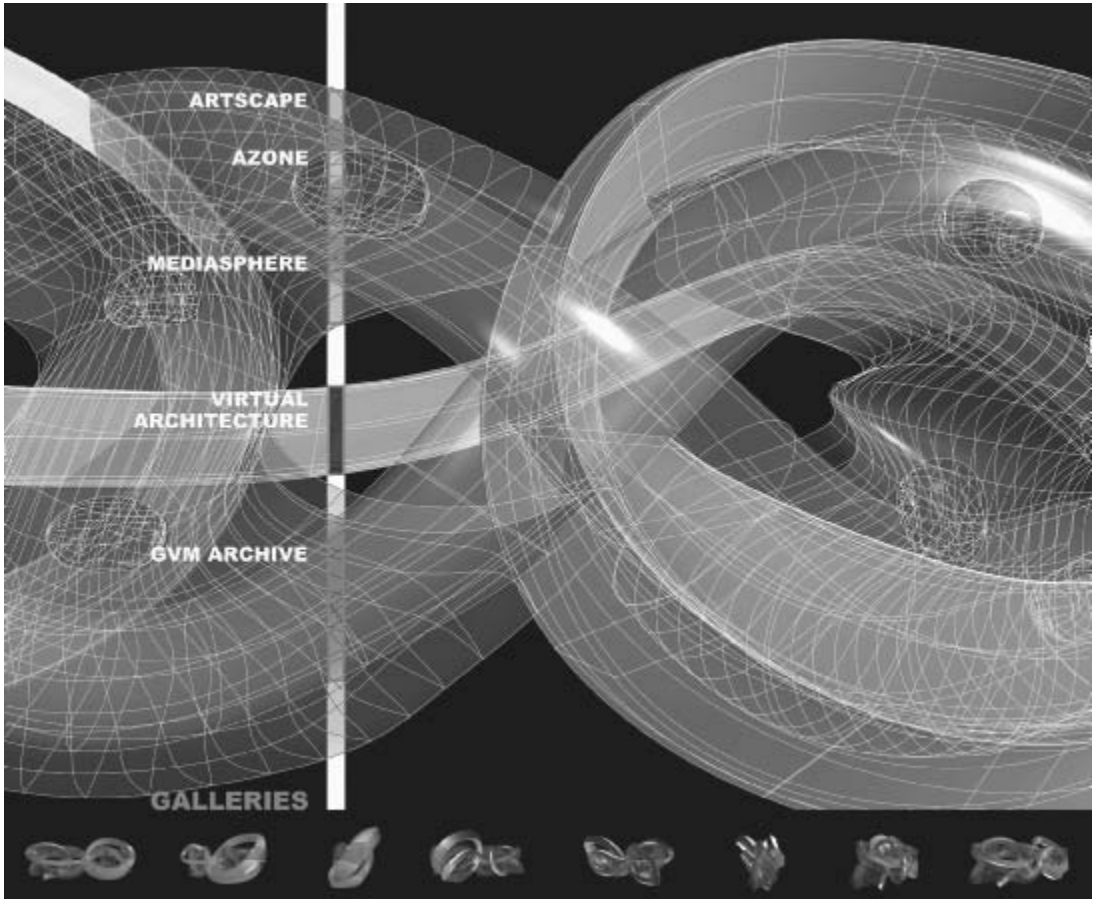 ARTSCAPE
AZONE
MEDIASPHERE
VIRTUAL
ARCHITECTURE
GVM ARCHIVE
GALLERIES